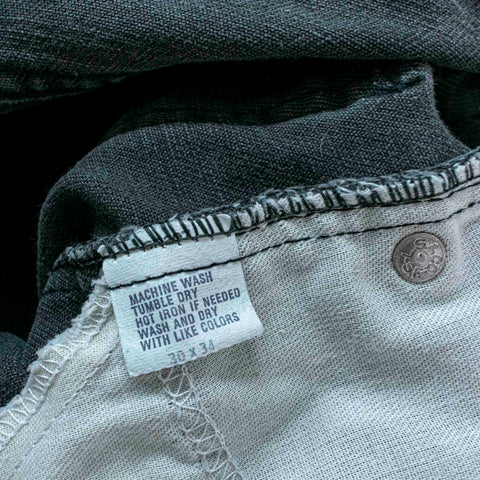 MACHINE WASH
TUMBLE DRY
HOT IRON IF NEEDED
WASH AND DRY
WITH LIKE COLORS
30 X 34